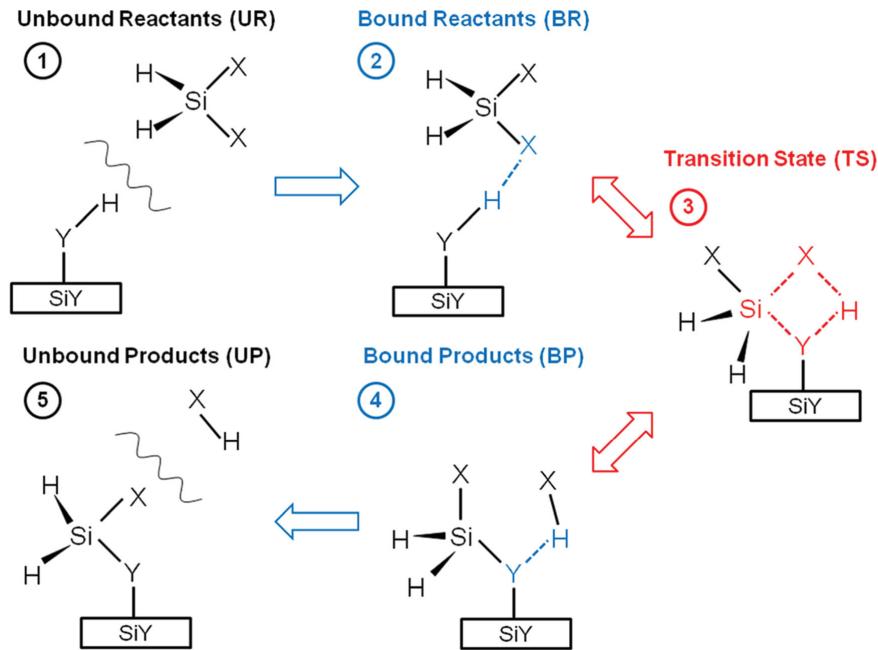 Unbound Reactants (UR)
1
H
X
Si
H
X
H
Y
SiY
Bound Reactants (BR)
2
H
X
Si
H
X
H
Y
SiY
Transition State (TS)
3
X
X
Si
H
H
Y
H
SiY
Bound Products (BP)
4
X
X
H
Si
H
H
Y
SiY
Unbound Products (UP)
5
X
H
H
X
Si
H
Y
SiY